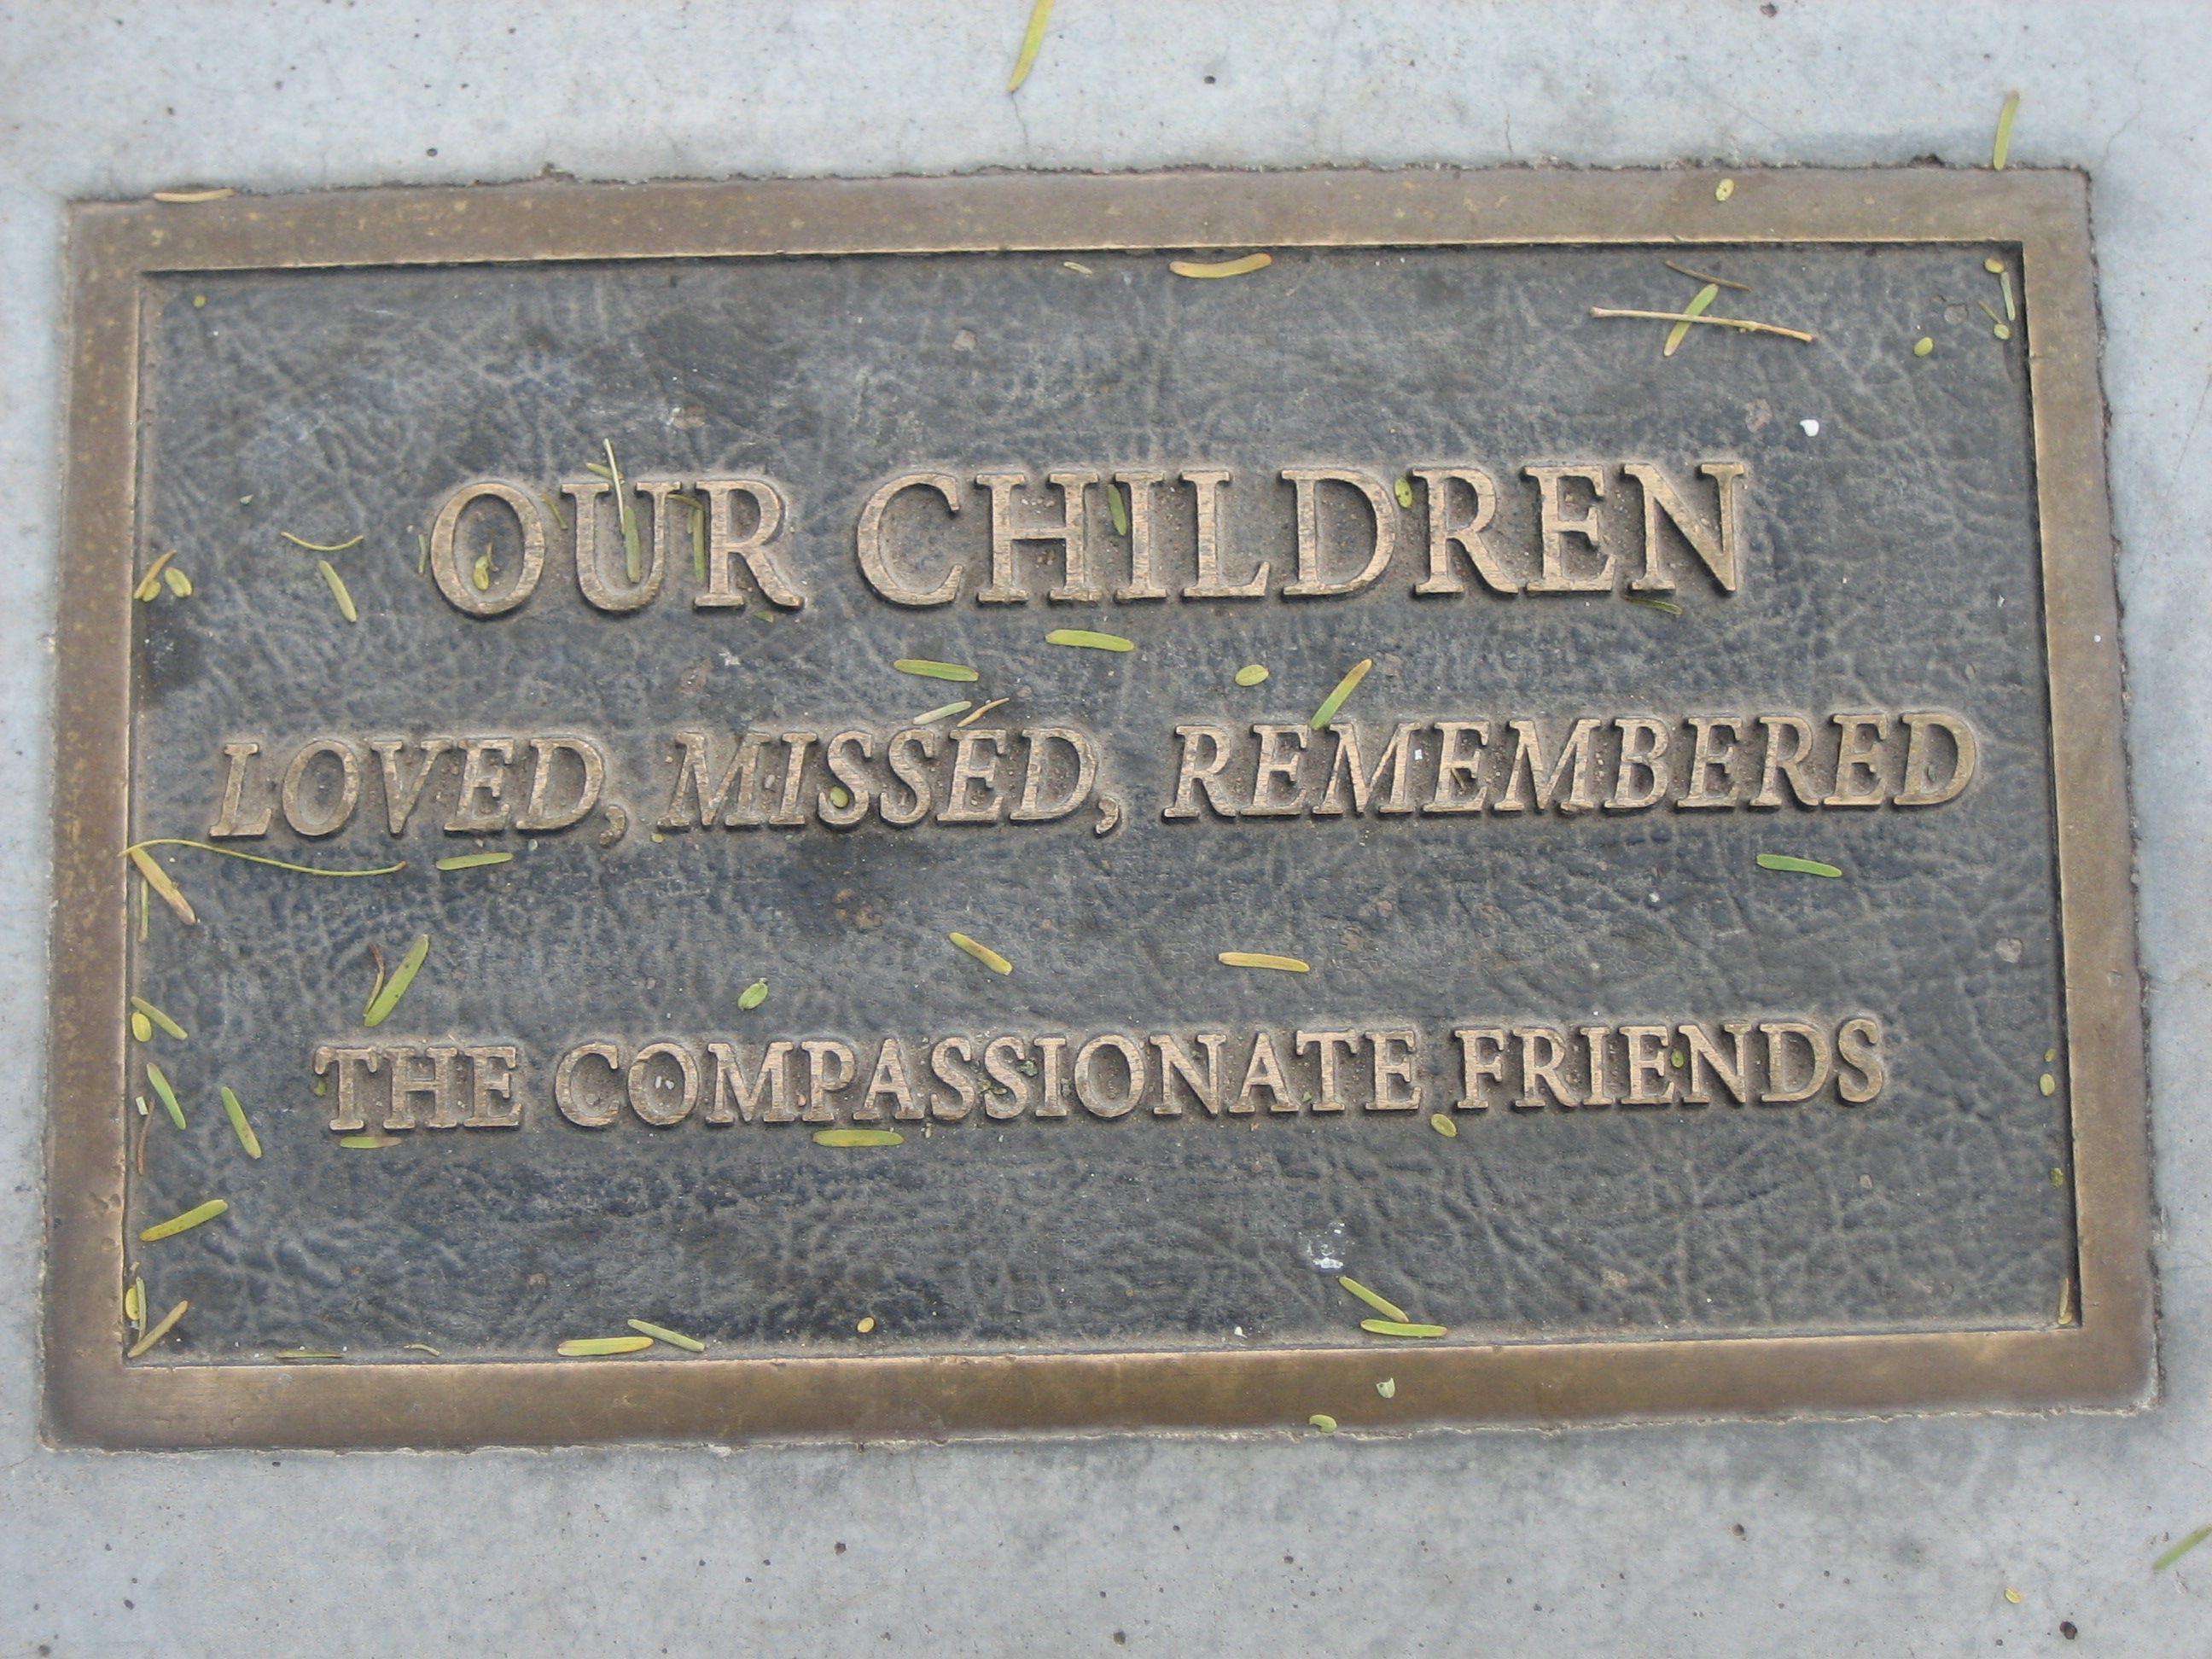 OUR CHILDREN
LOVED, MISSED, REMEMBERED
THE COMPASSIONATE FRIENDS